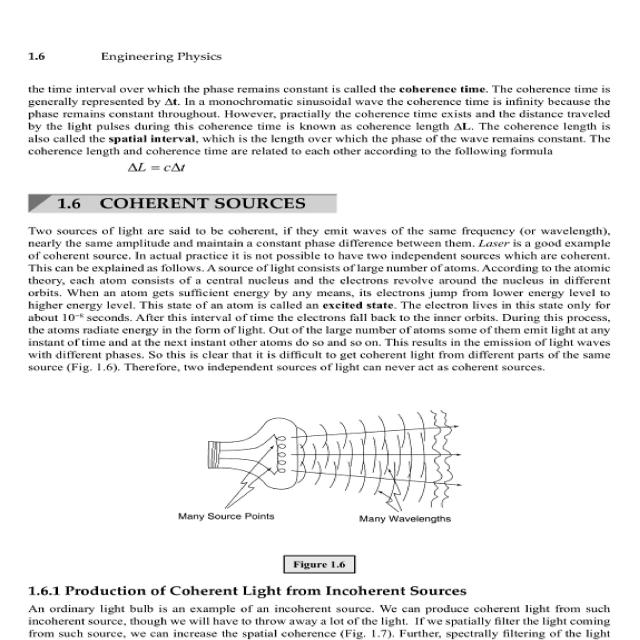 1.6 Engineering Physics
the time interval over which the phase remains constant is called the coherence time. The coherence time is
generally represented by Δt. In a monochromatic sinusoidal wave the coherence time is infinity because the
phase remains constant throughout. However, practially the coherence time exists and the distance traveled
by the light pulses during this coherence time is known as coherence length ΔL. The coherence length is
also called the spatial interval, which is the length over which the phase of the wave remains constant. The
coherence length and coherence time are related to each other according to the following formula
ΔL = cΔt
1.6 COHERENT SOURCES
Two sources of light are said to be coherent, if they emit waves of the same frequency (or wavelength),
nearly the same amplitude and maintain a constant phase difference between them. Laser is a good example
of coherent source. In actual practice it is not possible to have two independent sources which are coherent.
This can be explained as follows. A source of light consists of large number of atoms. According to the atomic
theory, each atom consists of a central nucleus and the electrons revolve around the nucleus in different
orbits. When an atom gets sufficient energy by any means, its electrons jump from lower energy level to
higher energy level. This state of an atom is called an excited state. The electron lives in this state only for
about 10⁻⁸ seconds. After this interval of time the electrons fall back to the inner orbits. During this process,
the atoms radiate energy in the form of light. Out of the large number of atoms some of them emit light at any
instant of time and at the next instant other atoms do so and so on. This results in the emission of light waves
with different phases. So this is clear that it is difficult to get coherent light from different parts of the same
source (Fig. 1.6). Therefore, two independent sources of light can never act as coherent sources.
Many Source Points
Many Wavelengths
Figure 1.6
1.6.1 Production of Coherent Light from Incoherent Sources
An ordinary light bulb is an example of an incoherent source. We can produce coherent light from such
incoherent source, though we will have to throw away a lot of the light. If we spatially filter the light coming
from such source, we can increase the spatial coherence (Fig. 1.7). Further, spectrally filtering of the light